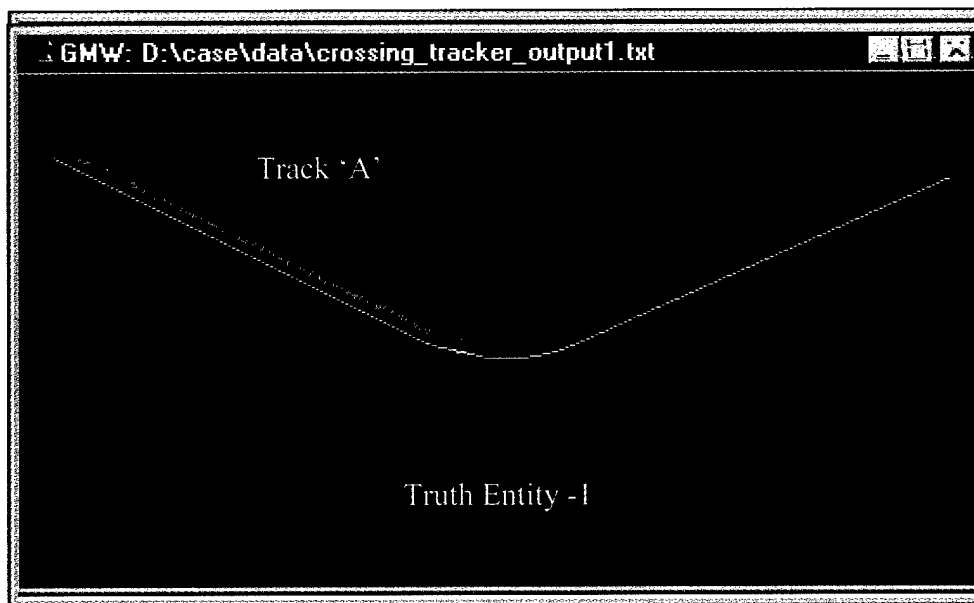 GMW: D:\case\data\crossing_tracker_output1.txt
Track ‘A’
Truth Entity -1